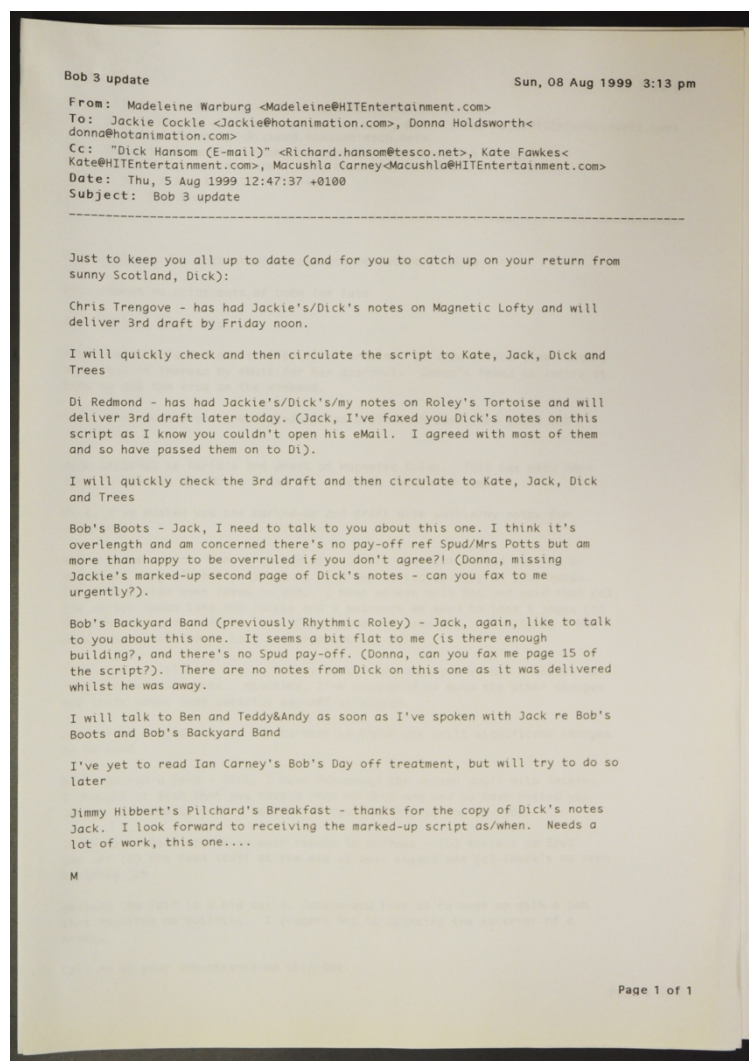 Bob 3 update
Sun, 08 Aug 1999 3:13 pm
From: Madeleine Warburg <Madeleine@HITEntertainment.com>
To: Jackie Cockle <Jackie@hotanimation.com>, Donna Holdsworth<
donna@hotanimation.com>
Cc: "Dick Hansom (E-mail)" <Richard.hansom@tesco.net>, Kate Fawkes<
Kate@HITEntertainment.com>, Macushla Carney<Macushla@HITEntertainment.com>
Date: Thu, 5 Aug 1999 12:47:37 +0100
Subject: Bob 3 update
Just to keep you all up to date (and for you to catch up on your return from
sunny Scotland, Dick):
Chris Trengove - has had Jackie's/Dick's notes on Magnetic Lofty and will
deliver 3rd draft by Friday noon.
I will quickly check and then circulate the script to Kate, Jack, Dick and
Trees
Di Redmond - has had Jackie's/Dick's/my notes on Roley's Tortoise and will
deliver 3rd draft later today. (Jack, I've faxed you Dick's notes on this
script as I know you couldn't open his eMail. I agreed with most of them
and so have passed them on to Di).
I will quickly check the 3rd draft and then circulate to Kate, Jack, Dick
and Trees
Bob's Boots - Jack, I need to talk to you about this one. I think it's
overlength and am concerned there's no pay-off ref Spud/Mrs Potts but am
more than happy to be overruled if you don't agree?! (Donna, missing
Jackie's marked-up second page of Dick's notes - can you fax to me
urgently?).
Bob's Backyard Band (previously Rhythmic Roley) - Jack, again, like to talk
to you about this one. It seems a bit flat to me (is there enough
building?, and there's no Spud pay-off. (Donna, can you fax me page 15 of
the script?). There are no notes from Dick on this one as it was delivered
whilst he was away.
I will talk to Ben and Teddy&Andy as soon as I've spoken with Jack re Bob's
Boots and Bob's Backyard Band
I've yet to read Ian Carney's Bob's Day off treatment, but will try to do so
later
Jimmy Hibbert's Pilchard's Breakfast - thanks for the copy of Dick's notes
Jack. I look forward to receiving the marked-up script as/when. Needs a
lot of work, this one....
M
Page 1 of 1